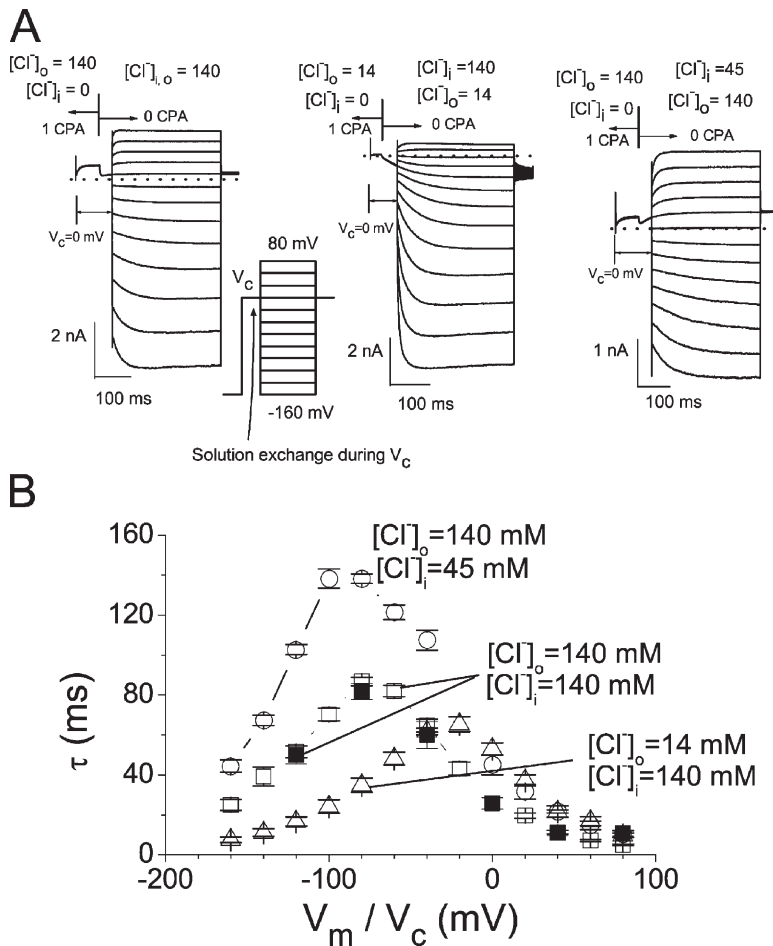 A
[Cl-]o = 140
[Cl-]i = 0
[Cl-]i, o = 140
1 CPA
0 CPA
Vc=0 mV
2 nA
100 ms
[Cl-]o = 14
[Cl-]i = 0
[Cl-]i =140
[Cl-]o = 14
1 CPA
0 CPA
Vc=0 mV
2 nA
100 ms
[Cl-]o = 140
[Cl-]i = 0
[Cl-]i =45
[Cl-]o = 140
1 CPA
0 CPA
Vc=0 mV
1 nA
100 ms
80 mV
Vc
-160 mV
Solution exchange during Vc
B
160
120
80
40
0
τ (ms)
[Cl-]o=140 mM
[Cl-]i=45 mM
[Cl-]o=140 mM
[Cl-]i=140 mM
[Cl-]o=14 mM
[Cl-]i=140 mM
-200
-100
0
100
Vm / Vc (mV)